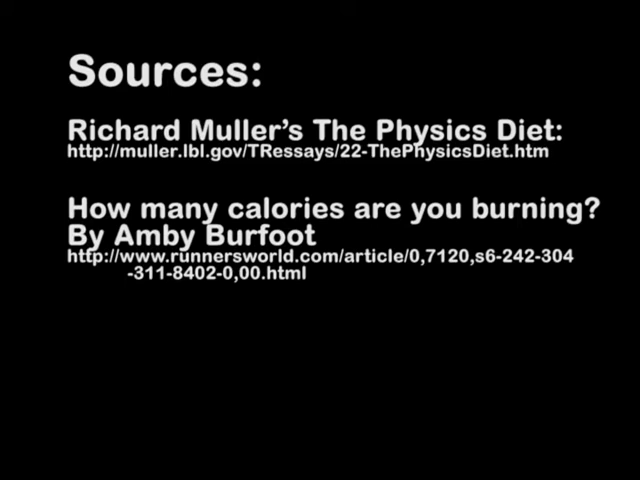 Sources:
Richard Muller's The Physics Diet:
http://muller.lbl.gov/TRessays/22-ThePhysicsDiet.htm
How many calories are you burning?
By Amby Burfoot
http://www.runnersworld.com/article/0,7120,s6-242-304
-311-8402-0,00.html